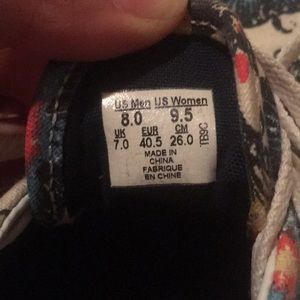 US Men US Women
8.0 9.5
UK EUR CM
7.0 40.5 26.0
MADE IN
CHINA
FABRIQUE
EN CHINE
TB9C